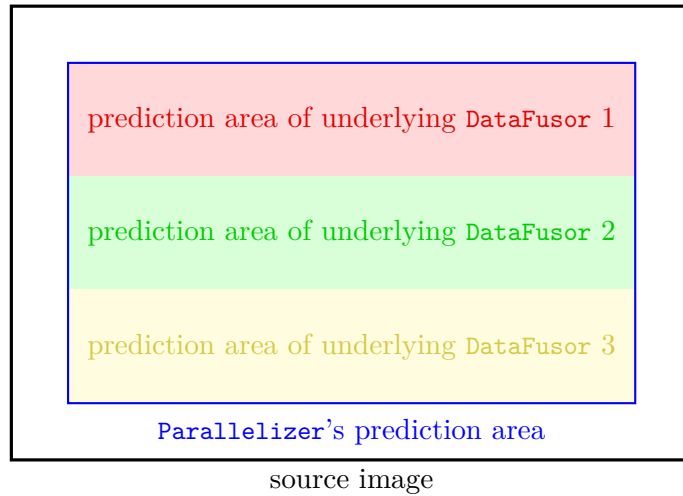 prediction area of underlying DataFusor 1
prediction area of underlying DataFusor 2
prediction area of underlying DataFusor 3
Parallelizer's prediction area
source image